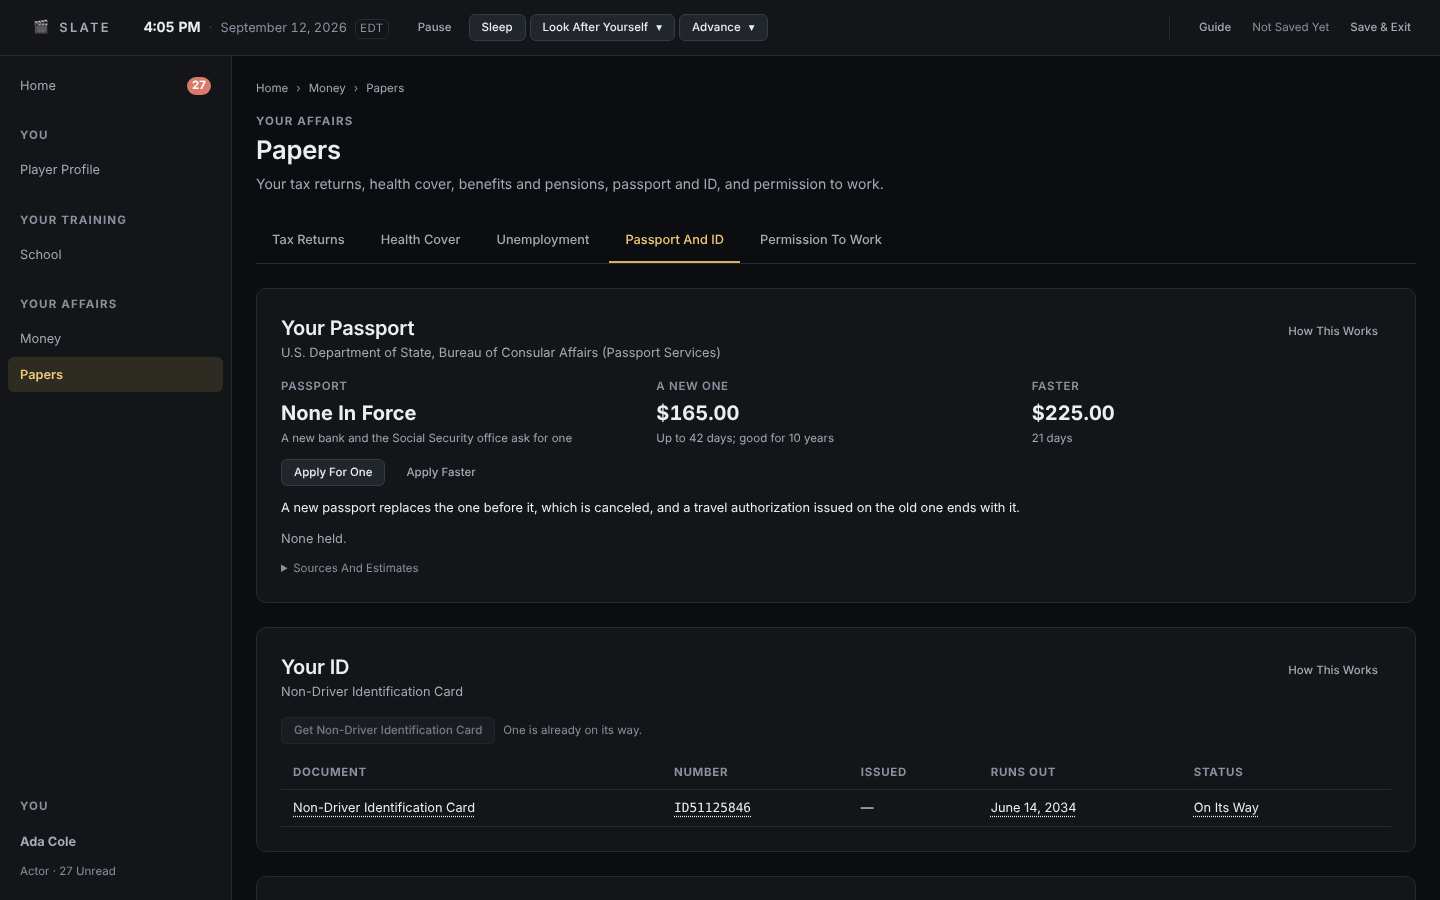 SLATE
4:05 PM · September 12, 2026 EDT
Pause
Sleep
Look After Yourself ▾
Advance ▾
Guide
Not Saved Yet
Save & Exit
Home 27
YOU
Player Profile
YOUR TRAINING
School
YOUR AFFAIRS
Money
Papers
YOU
Ada Cole
Actor · 27 Unread
Home › Money › Papers
YOUR AFFAIRS
Papers
Your tax returns, health cover, benefits and pensions, passport and ID, and permission to work.
Tax Returns
Health Cover
Unemployment
Passport And ID
Permission To Work
Your Passport
How This Works
U.S. Department of State, Bureau of Consular Affairs (Passport Services)
PASSPORT
None In Force
A new bank and the Social Security office ask for one
A NEW ONE
$165.00
Up to 42 days; good for 10 years
FASTER
$225.00
21 days
Apply For One
Apply Faster
A new passport replaces the one before it, which is canceled, and a travel authorization issued on the old one ends with it.
None held.
Sources And Estimates
Your ID
How This Works
Non-Driver Identification Card
Get Non-Driver Identification Card
One is already on its way.
DOCUMENT NUMBER ISSUED RUNS OUT STATUS
Non-Driver Identification Card ID51125846 — June 14, 2034 On Its Way